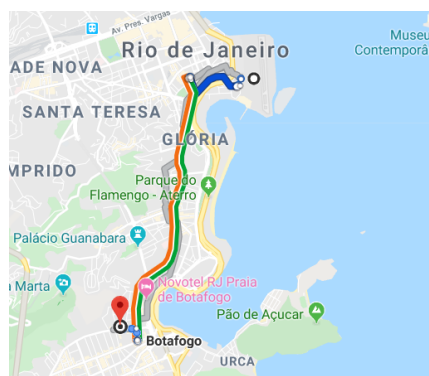 Av. Pres. Vargas
Rio de Janeiro
Museu
Contemporâ
ADE NOVA
SANTA TERESA
GLÓRIA
MPRIDO
Parque do
Flamengo - Aterro
Palácio Guanabara
a Marta
Novotel RJ Praia
de Botafogo
Pão de Açucar
Botafogo
URCA